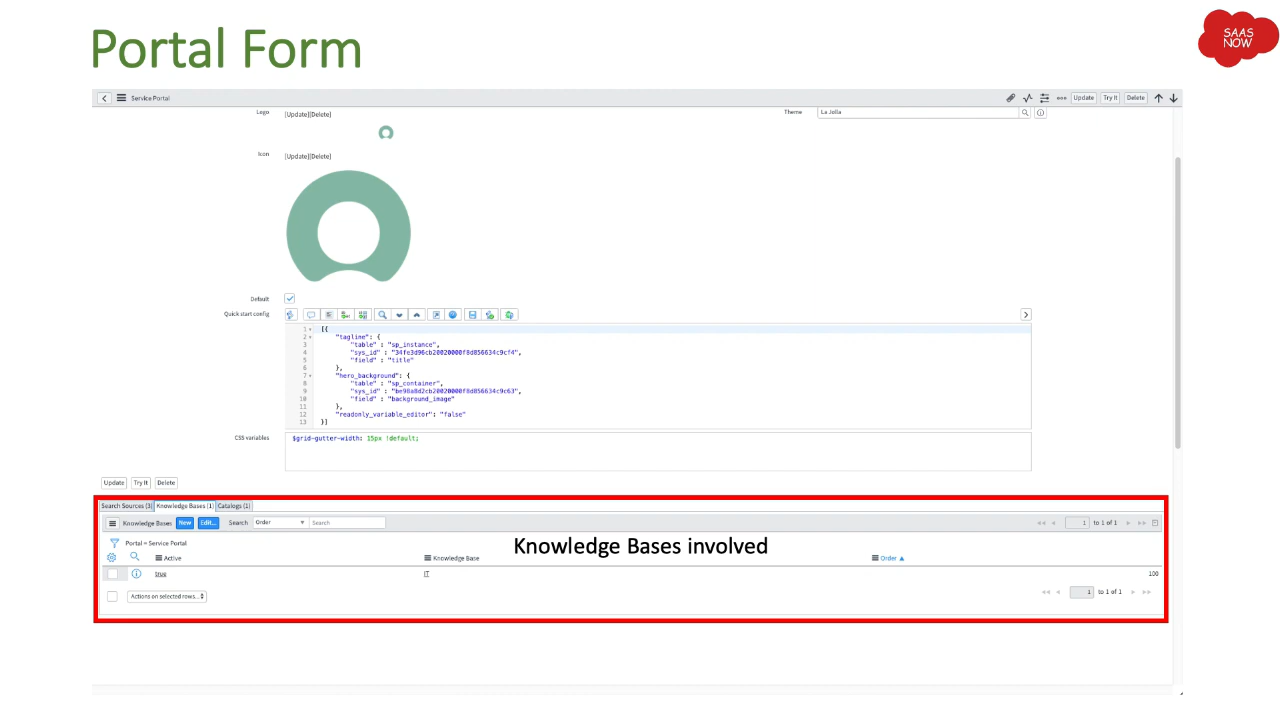 Portal Form
SAAS
NOW
Service Portal
Update Try It Delete
Logo [Update][Delete] Theme La Jolla
Icon [Update][Delete]
Default
Quick start config
1 [{
2 "tagline": {
3 "table" : "sp_instance",
4 "sys_id" : "34fe3d96cb20020000f8d856634c9cf4",
5 "field" : "title"
6 },
7 "hero_background": {
8 "table" : "sp_container",
9 "sys_id" : "be98a8d2cb20020000f8d856634c9c63",
10 "field" : "background_image"
11 },
12 "readonly_variable_editor": "false"
13 }]
CSS variables $grid-gutter-width: 15px !default;
Update Try It Delete
Search Sources (3) Knowledge Bases (1) Catalogs (1)
Knowledge Bases New Edit... Search Order Search 1 to 1 of 1
Portal = Service Portal
Knowledge Bases involved
Active Knowledge Base Order
true IT 100
Actions on selected rows... 1 to 1 of 1